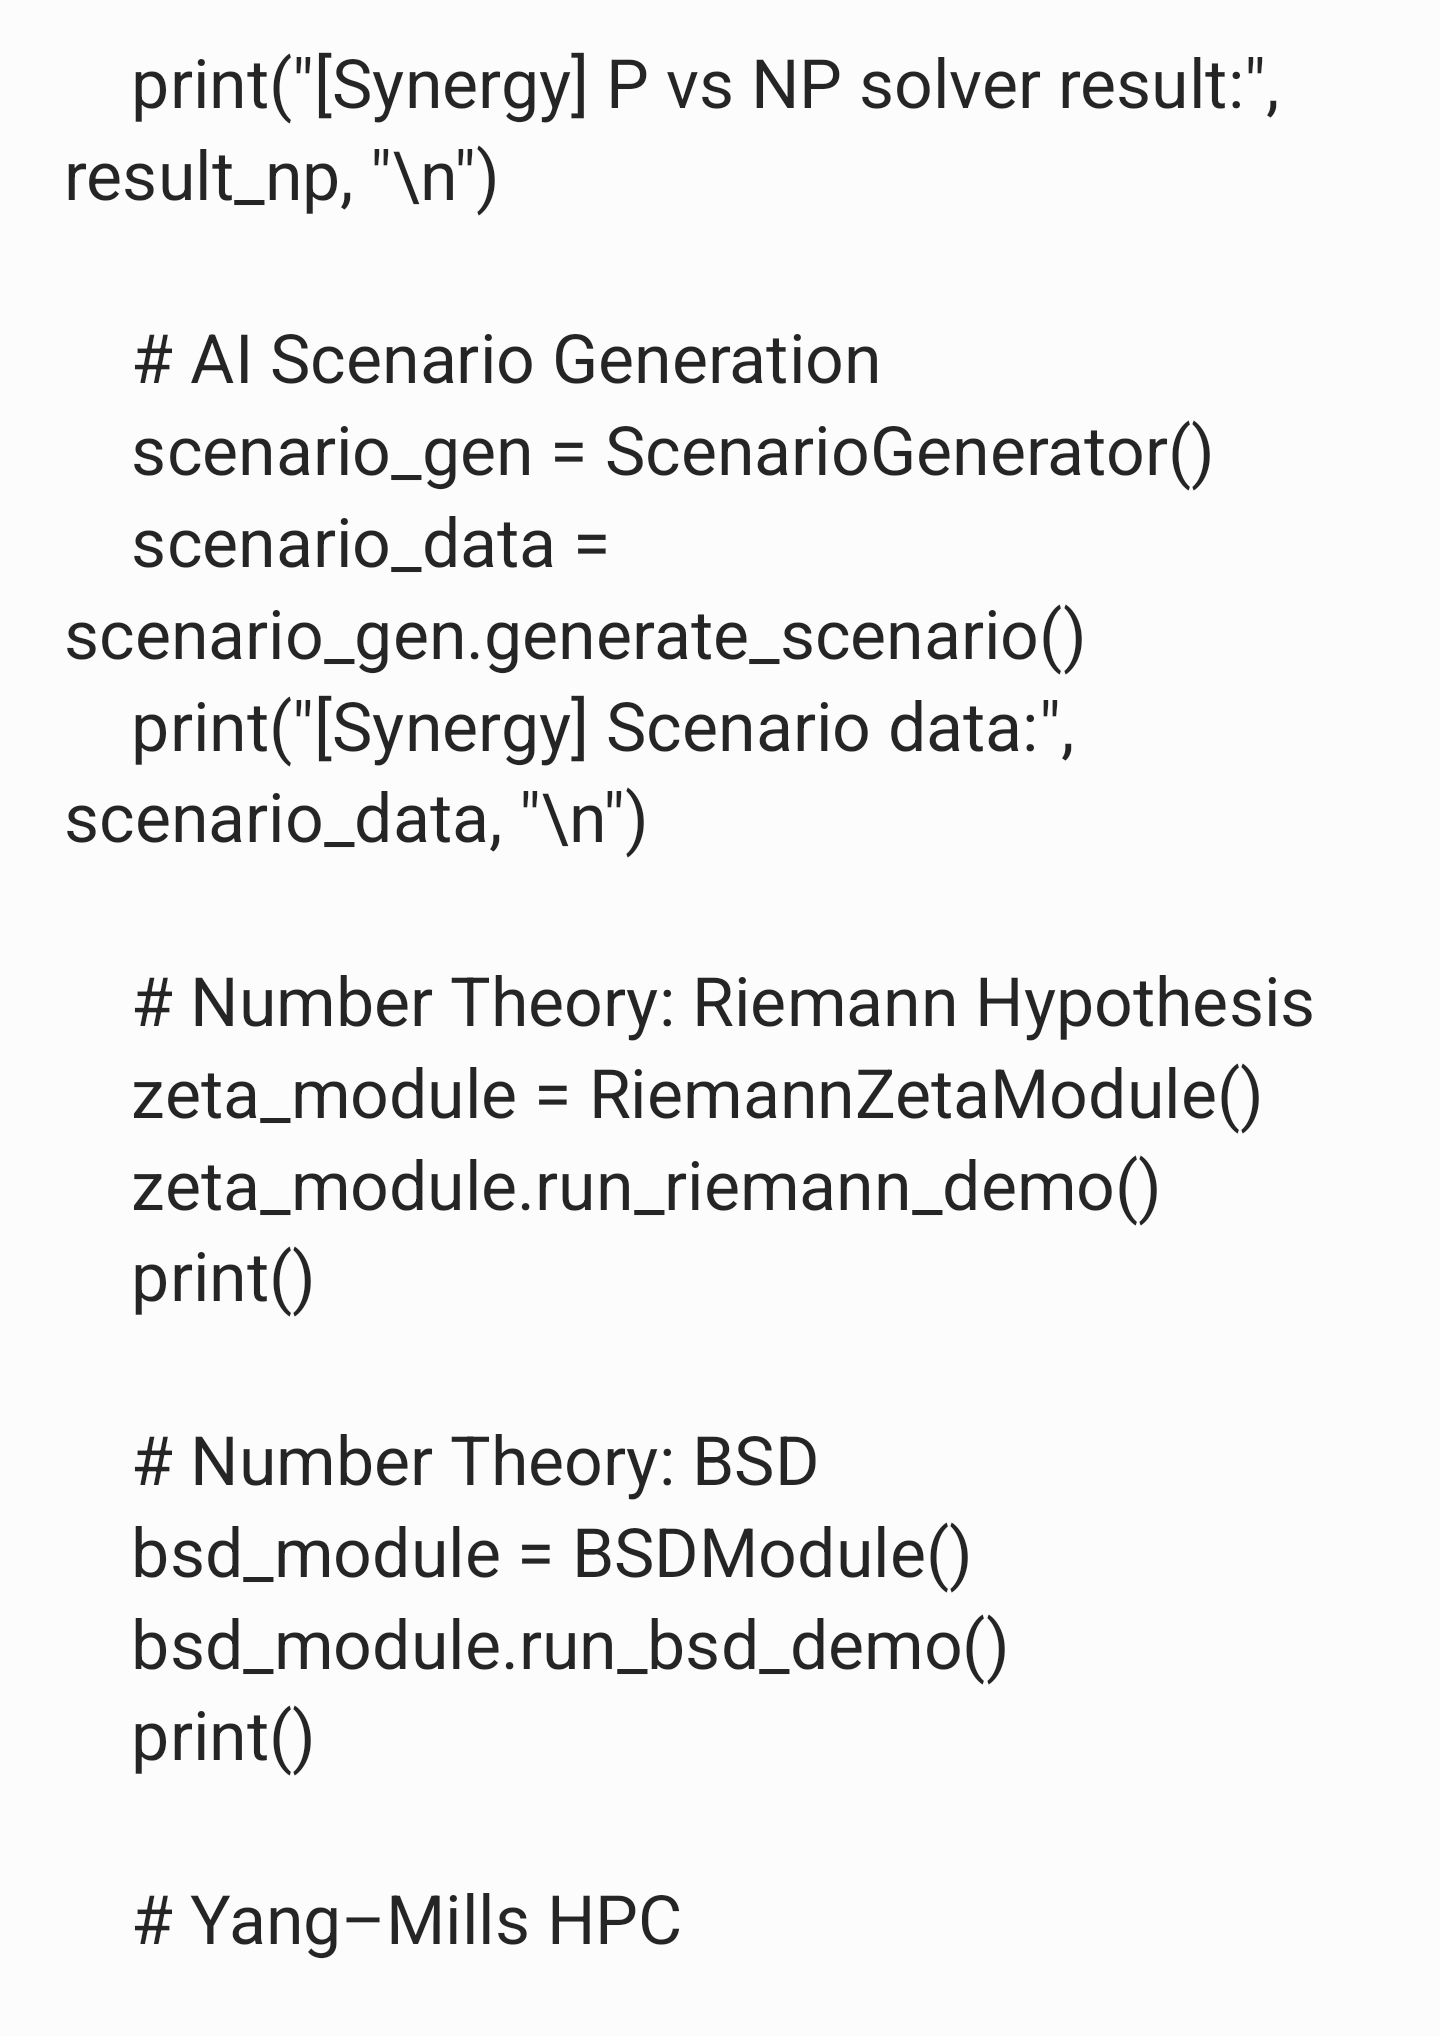 print("[Synergy] P vs NP solver result:",
result_np, "\n")
# AI Scenario Generation
scenario_gen = ScenarioGenerator()
scenario_data =
scenario_gen.generate_scenario()
print("[Synergy] Scenario data:",
scenario_data, "\n")
# Number Theory: Riemann Hypothesis
zeta_module = RiemannZetaModule()
zeta_module.run_riemann_demo()
print()
# Number Theory: BSD
bsd_module = BSDModule()
bsd_module.run_bsd_demo()
print()
# Yang–Mills HPC